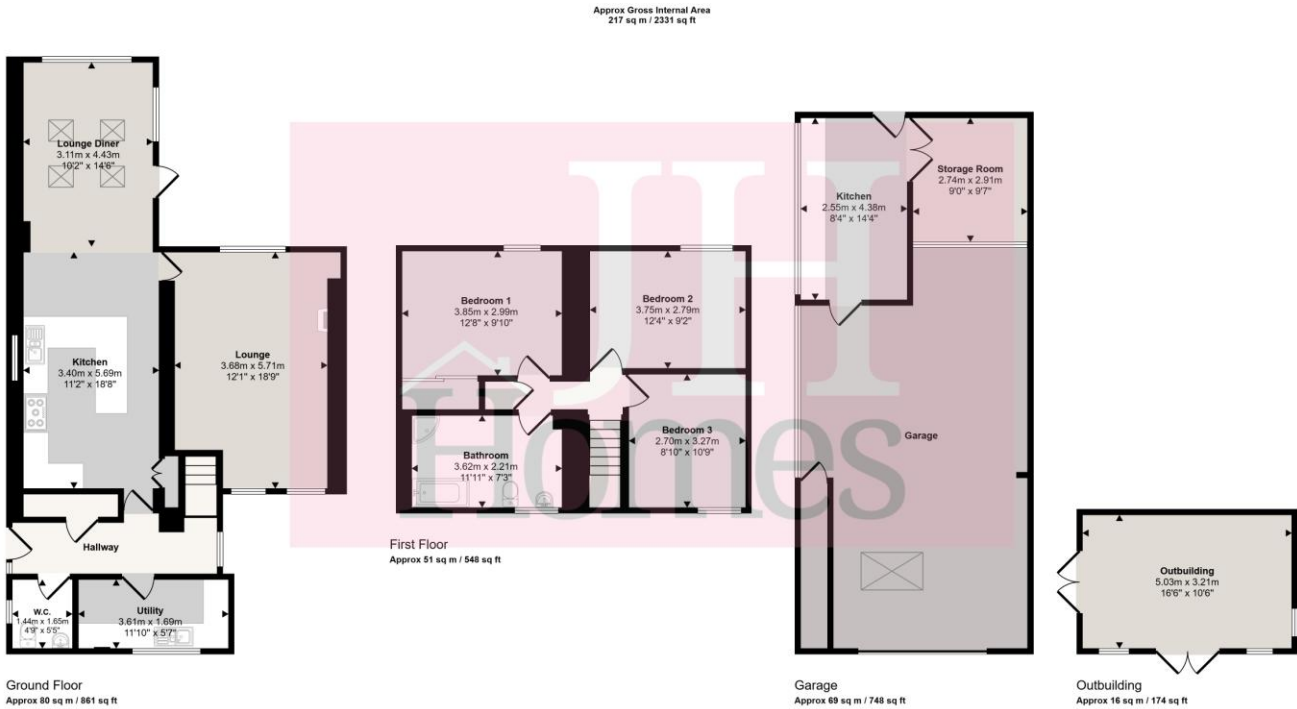 Approx Gross Internal Area
217 sq m / 2331 sq ft
Lounge Diner
3.11m x 4.43m
10'2" x 14'6"
Kitchen
3.40m x 5.69m
11'2" x 18'8"
Lounge
3.68m x 5.71m
12'1" x 18'9"
Hallway
W.C.
1.44m x 1.65m
4'9" x 5'5"
Utility
3.61m x 1.69m
11'10" x 5'7"
Ground Floor
Approx 80 sq m / 861 sq ft
JH
Homes
Bedroom 1
3.85m x 2.99m
12'8" x 9'10"
Bedroom 2
3.75m x 2.79m
12'4" x 9'2"
Bathroom
3.62m x 2.21m
11'11" x 7'3"
Bedroom 3
2.70m x 3.27m
8'10" x 10'9"
First Floor
Approx 51 sq m / 548 sq ft
Kitchen
2.55m x 4.38m
8'4" x 14'4"
Storage Room
2.74m x 2.91m
9'0" x 9'7"
Garage
Garage
Approx 69 sq m / 748 sq ft
Outbuilding
5.03m x 3.21m
16'6" x 10'6"
Outbuilding
Approx 16 sq m / 174 sq ft